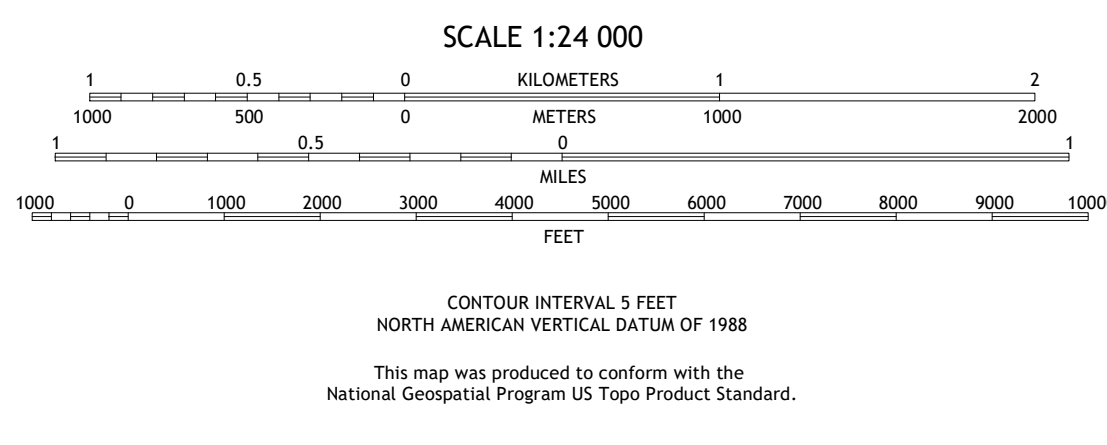 SCALE 1:24 000
1 0.5 0 KILOMETERS 1 2
1000 500 0 METERS 1000 2000
1 0.5 0 1
MILES
1000 0 1000 2000 3000 4000 5000 6000 7000 8000 9000 1000
FEET
CONTOUR INTERVAL 5 FEET
NORTH AMERICAN VERTICAL DATUM OF 1988
This map was produced to conform with the
National Geospatial Program US Topo Product Standard.